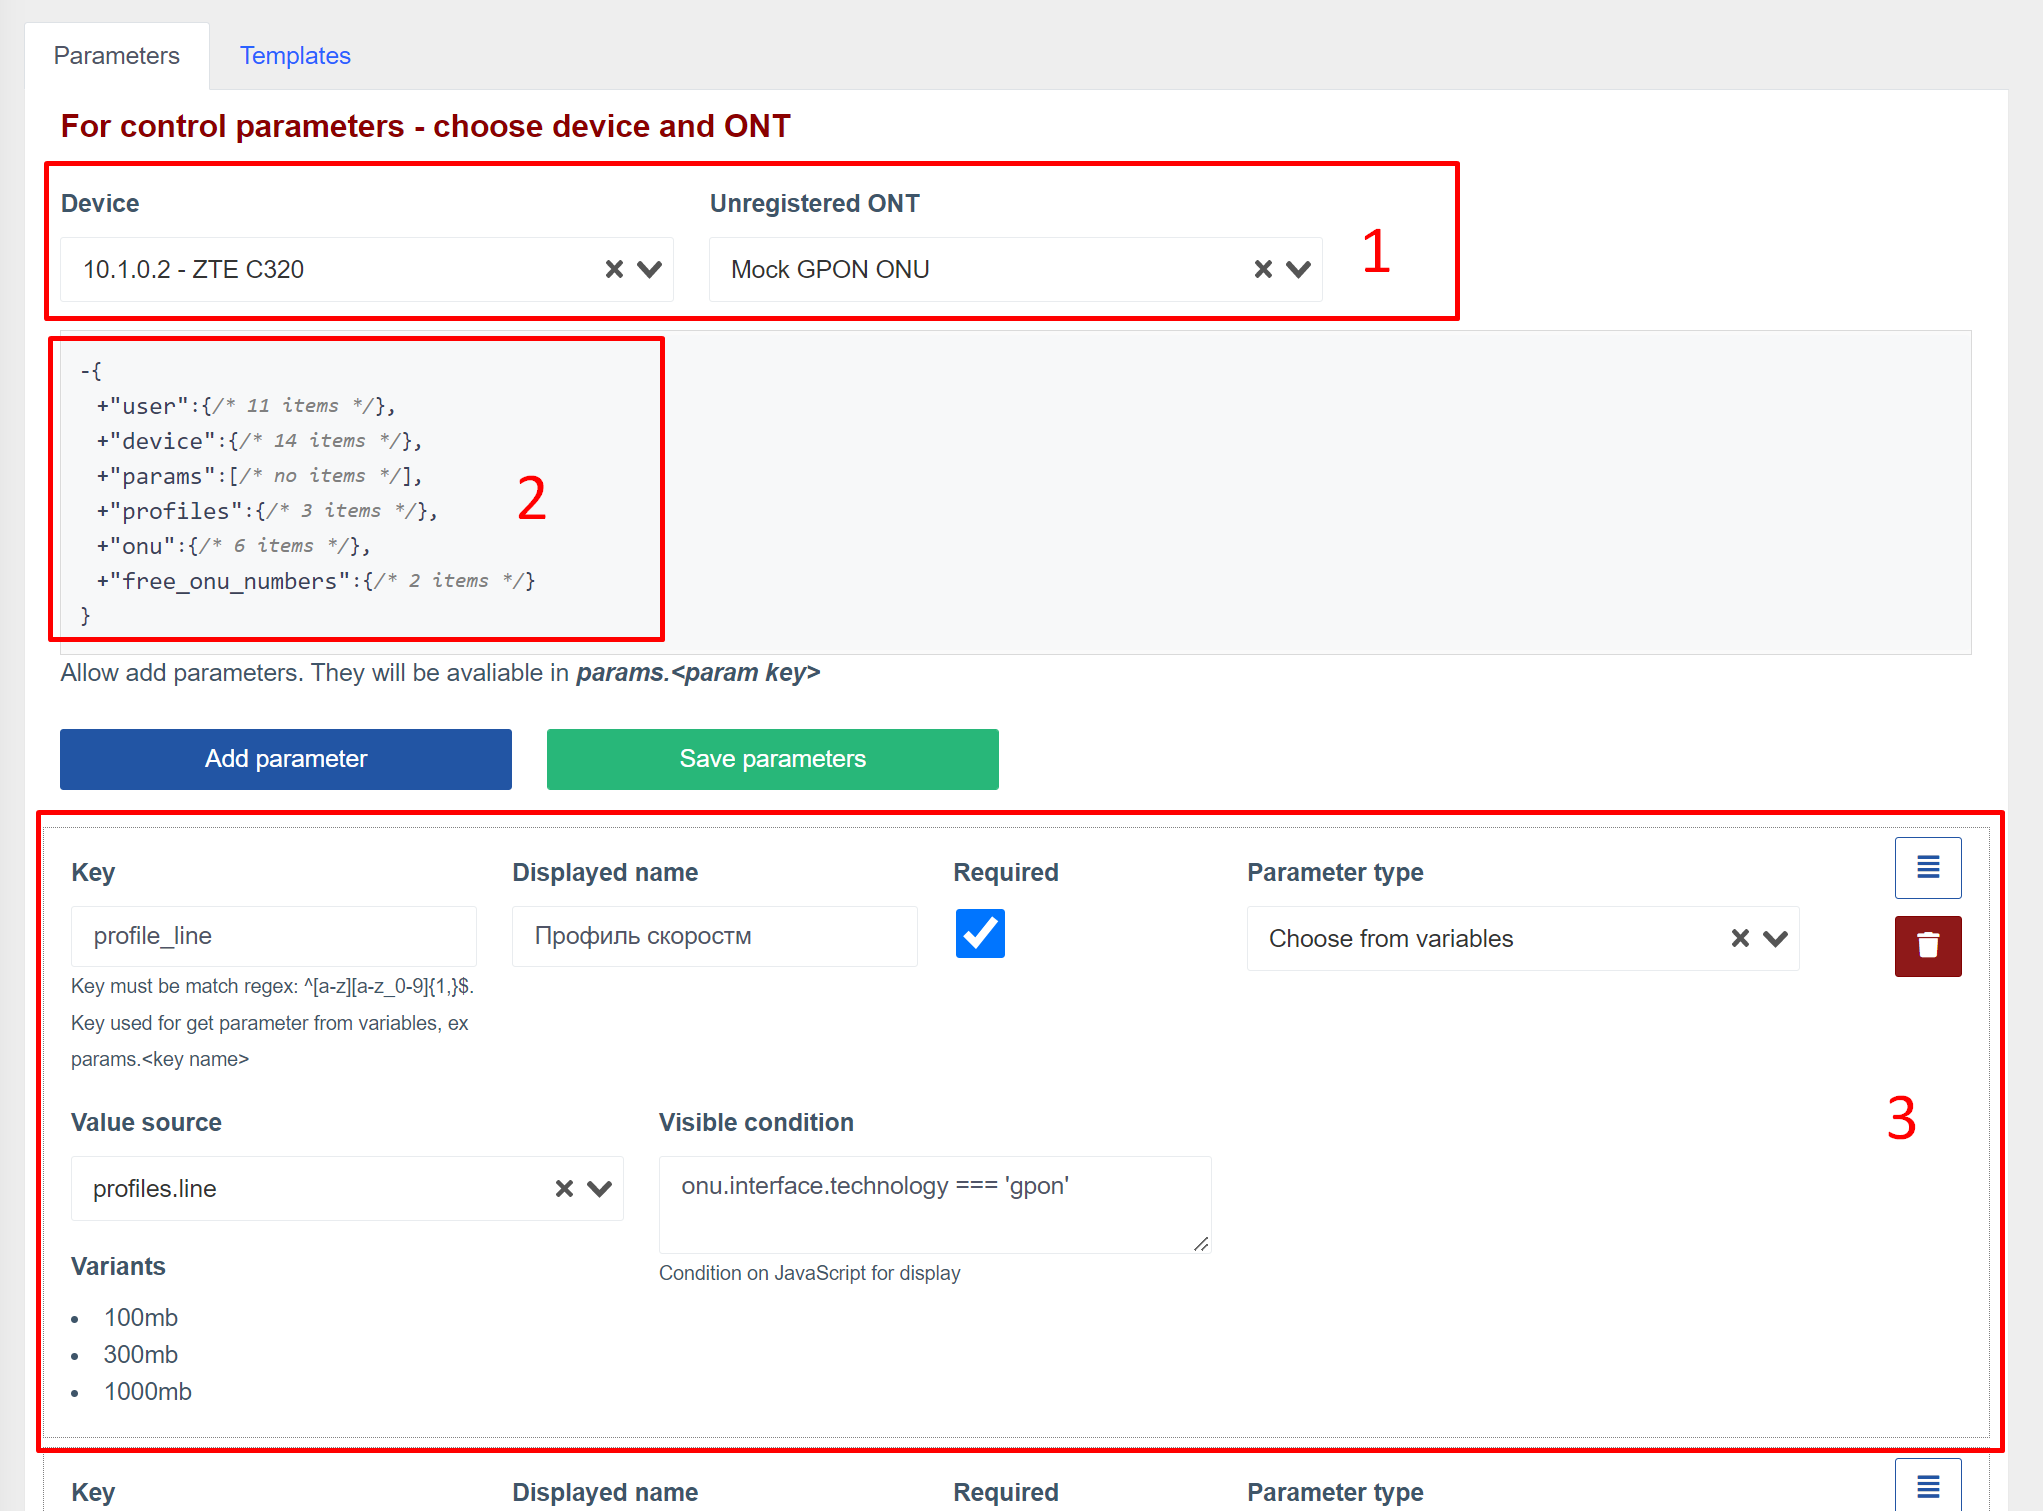 Parameters Templates
For control parameters - choose device and ONT
Device Unregistered ONT
10.1.0.2 - ZTE C320 Mock GPON ONU 1
-{
+"user":{/* 11 items */},
+"device":{/* 14 items */},
+"params":[/* no items */],
2
+"profiles":{/* 3 items */},
+"onu":{/* 6 items */},
+"free_onu_numbers":{/* 2 items */}
}
Allow add parameters. They will be avaliable in params.<param key>
Add parameter Save parameters
Key Displayed name Required Parameter type
profile_line Профиль скоростм Choose from variables
Key must be match regex: ^[a-z][a-z_0-9]{1,}$.
Key used for get parameter from variables, ex
params.<key name>
Value source Visible condition 3
profiles.line onu.interface.technology === 'gpon'
Variants Condition on JavaScript for display
• 100mb
• 300mb
• 1000mb
Key Displayed name Required Parameter type